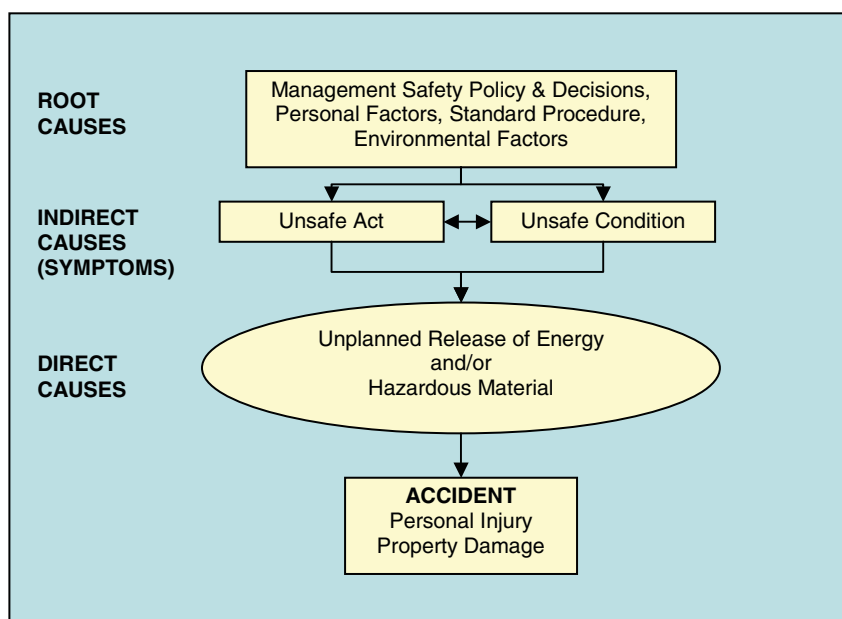 ROOT
CAUSES
Management Safety Policy & Decisions,
Personal Factors, Standard Procedure,
Environmental Factors
INDIRECT
CAUSES
(SYMPTOMS)
Unsafe Act
Unsafe Condition
DIRECT
CAUSES
Unplanned Release of Energy
and/or
Hazardous Material
ACCIDENT
Personal Injury
Property Damage